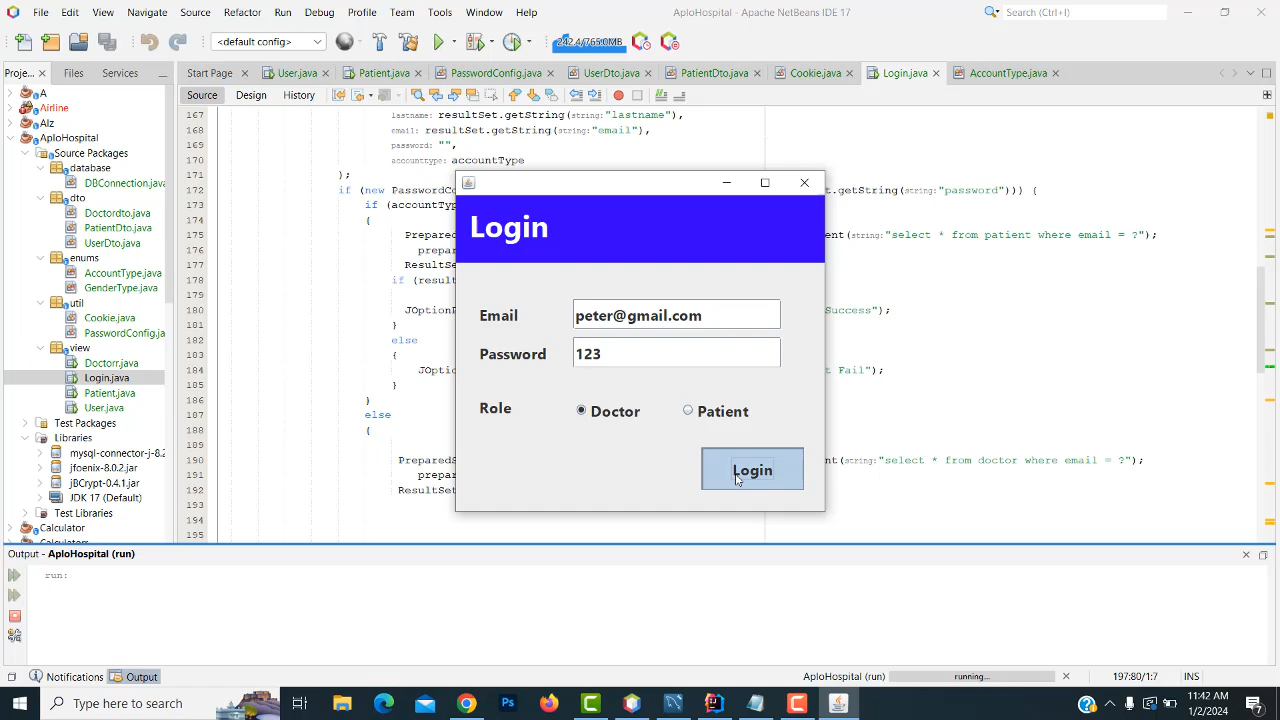 File Edit View Navigate Source Refactor Run Debug Profile Team Tools Window Help AploHospital - Apache NetBeans IDE 17 Search (Ctrl+I)
<default config> 242.4/765.0MB
Proje... Files Services Start Page User.java Patient.java PasswordConfig.java UserDto.java PatientDto.java Cookie.java Login.java AccountType.java
Source Design History
A
Airline
Alz
AploHospital
Source Packages
database
DBConnection.java
dto
Doctordto.java
PatientDto.java
UserDto.java
enums
AccountType.java
GenderType.java
util
Cookie.java
PasswordConfig.ja
view
Doctorr.java
Login.java
Patient.java
User.java
Test Packages
Libraries
mysql-connector-j-8.2
jfoenix-8.0.2.jar
jBCrypt-0.4.1.jar
JDK 17 (Default)
Test Libraries
Calculator
167 lastname: resultSet.getString(string:"lastname"),
168 email: resultSet.getString(string:"email"),
169 password: "",
170 accounttype: accountType
171 );
172 if (new PasswordCo .getString(string:"password"))) {
173 if (accountTyp
174 {
175 Prepared ent(string:"select * from patient where email = ?");
176 prepar
177 ResultSe
178 if (resul
179
180 JOptionP Success");
181 }
182 else
183 {
184 JOp t Fail");
185 }
186 }
187 else
188 {
189
190 PreparedS nt(string:"select * from doctor where email = ?");
191 prepar
192 ResultSet
193
194
195
Login
Email peter@gmail.com
Password 123
Role Doctor Patient
Login
Output - AploHospital (run)
run:
Notifications Output AploHospital (run) running... 197:80/1:7 INS
Type here to search 11:42 AM
1/2/2024